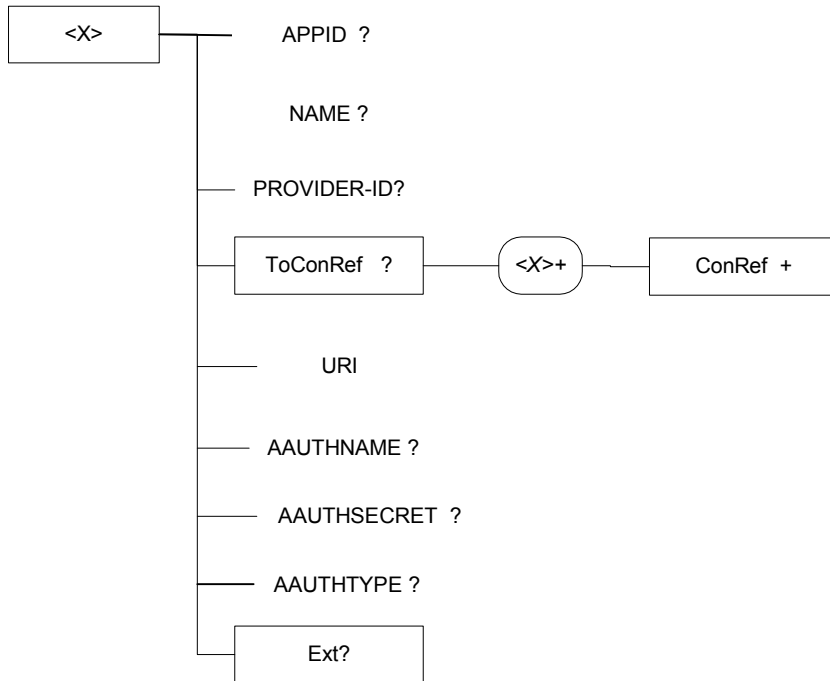 <X>
APPID ?
NAME ?
PROVIDER-ID?
ToConRef ?
<X>+
ConRef +
URI
AAUTHNAME ?
AAUTHSECRET ?
AAUTHTYPE ?
Ext?